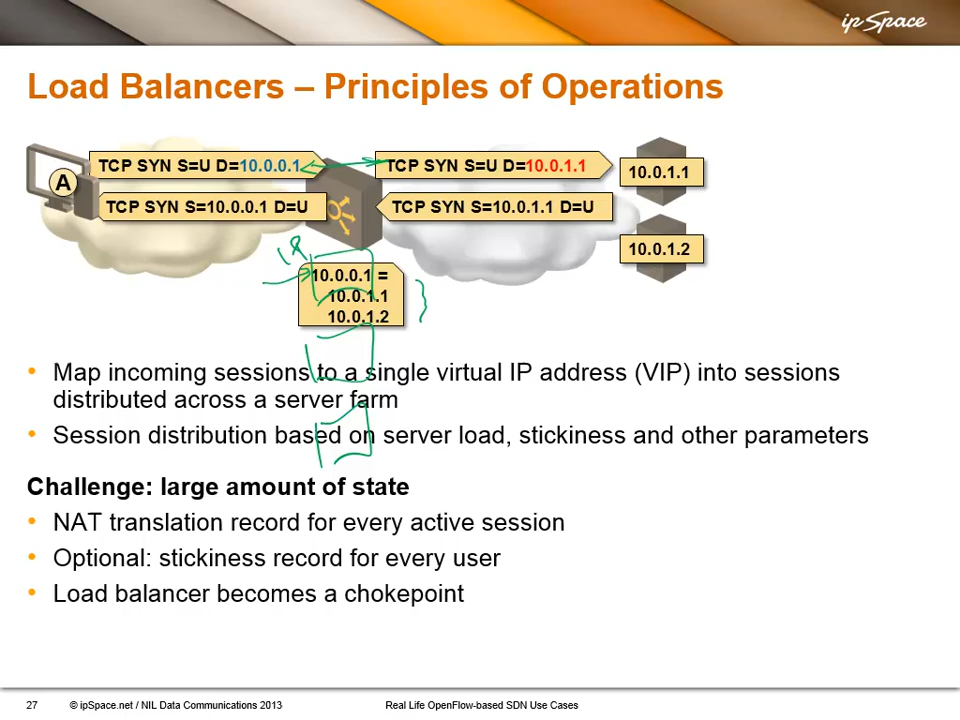 ipSpace
Load Balancers – Principles of Operations
A
TCP SYN S=U D=10.0.0.1
TCP SYN S=U D=10.0.1.1
10.0.1.1
TCP SYN S=10.0.0.1 D=U
TCP SYN S=10.0.1.1 D=U
10.0.1.2
10.0.0.1 =
10.0.1.1
10.0.1.2
• Map incoming sessions to a single virtual IP address (VIP) into sessions
distributed across a server farm
• Session distribution based on server load, stickiness and other parameters
Challenge: large amount of state
• NAT translation record for every active session
• Optional: stickiness record for every user
• Load balancer becomes a chokepoint
27 © ipSpace.net / NIL Data Communications 2013 Real Life OpenFlow-based SDN Use Cases